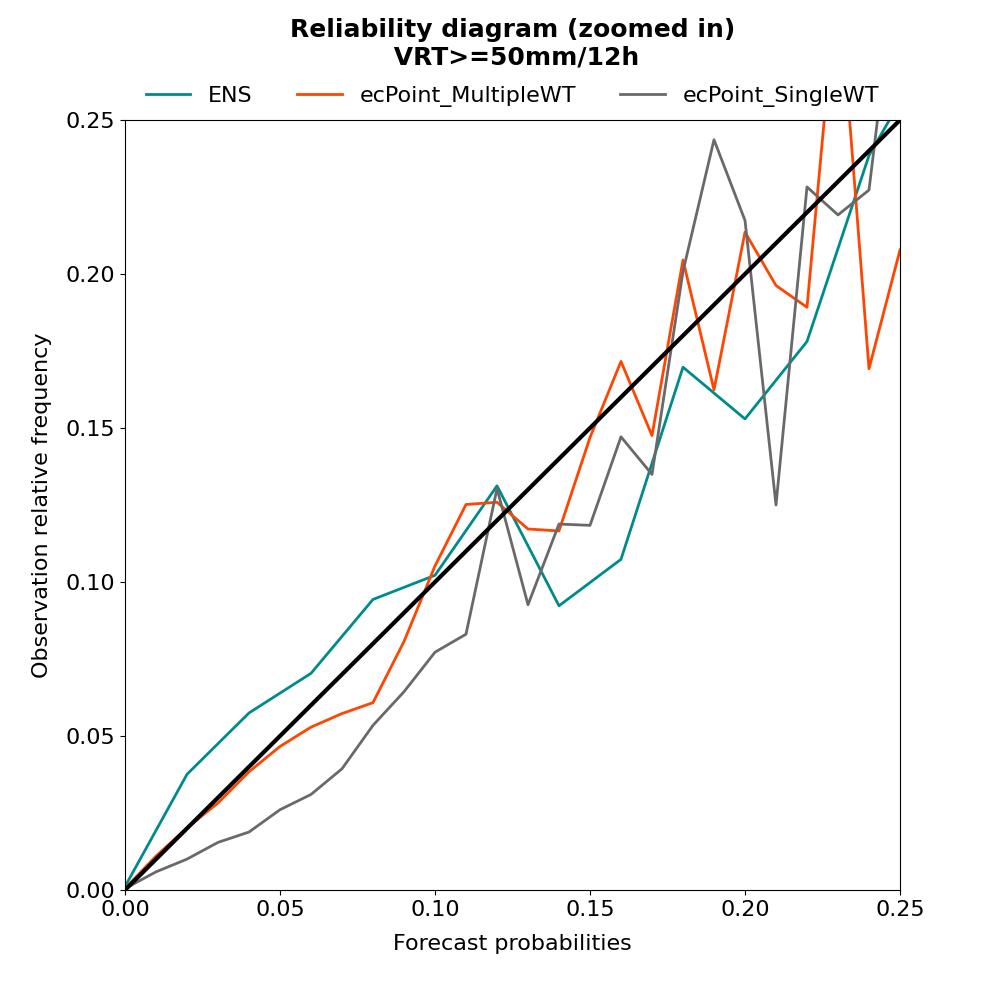 Reliability diagram (zoomed in)
VRT>=50mm/12h
ENS ecPoint_MultipleWT ecPoint_SingleWT
0.25
0.20
0.15
0.10
0.05
0.00
Observation relative frequency
0.00 0.05 0.10 0.15 0.20 0.25
Forecast probabilities